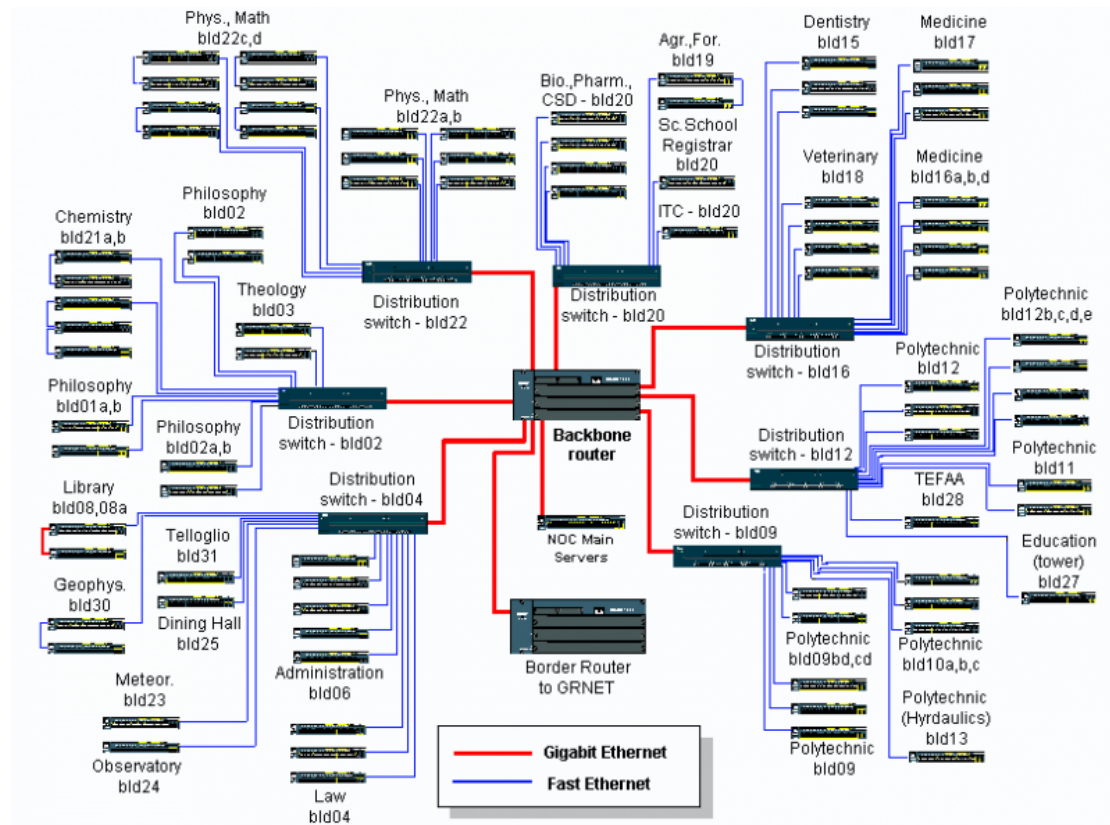 Phys., Math
bld22c,d
Phys., Math
bld22a,b
Bio.,Pharm.,
CSD - bld20
Agr.,For.
bld19
Sc.School
Registrar
bld20
ITC - bld20
Dentistry
bld15
Medicine
bld17
Veterinary
bld18
Medicine
bld16a,b,d
Philosophy
bld02
Chemistry
bld21a,b
Theology
bld03
Distribution
switch - bld22
Distribution
switch - bld20
Distribution
switch - bld16
Polytechnic
bld12b,c,d,e
Polytechnic
bld12
Philosophy
bld01a,b
Philosophy
bld02a,b
Distribution
switch - bld02
Backbone
router
Distribution
switch - bld12
Polytechnic
bld11
TEFAA
bld28
Education
(tower)
bld27
Library
bld08,08a
Distribution
switch - bld04
Telloglio
bld31
NOC Main
Servers
Distribution
switch - bld09
Geophys.
bld30
Dining Hall
bld25
Administration
bld06
Border Router
to GRNET
Polytechnic
bld09bd,cd
Polytechnic
bld10a,b,c
Meteor.
bld23
Polytechnic
(Hyrdaulics)
bld13
Observatory
bld24
Law
bld04
Polytechnic
bld09
Gigabit Ethernet
Fast Ethernet